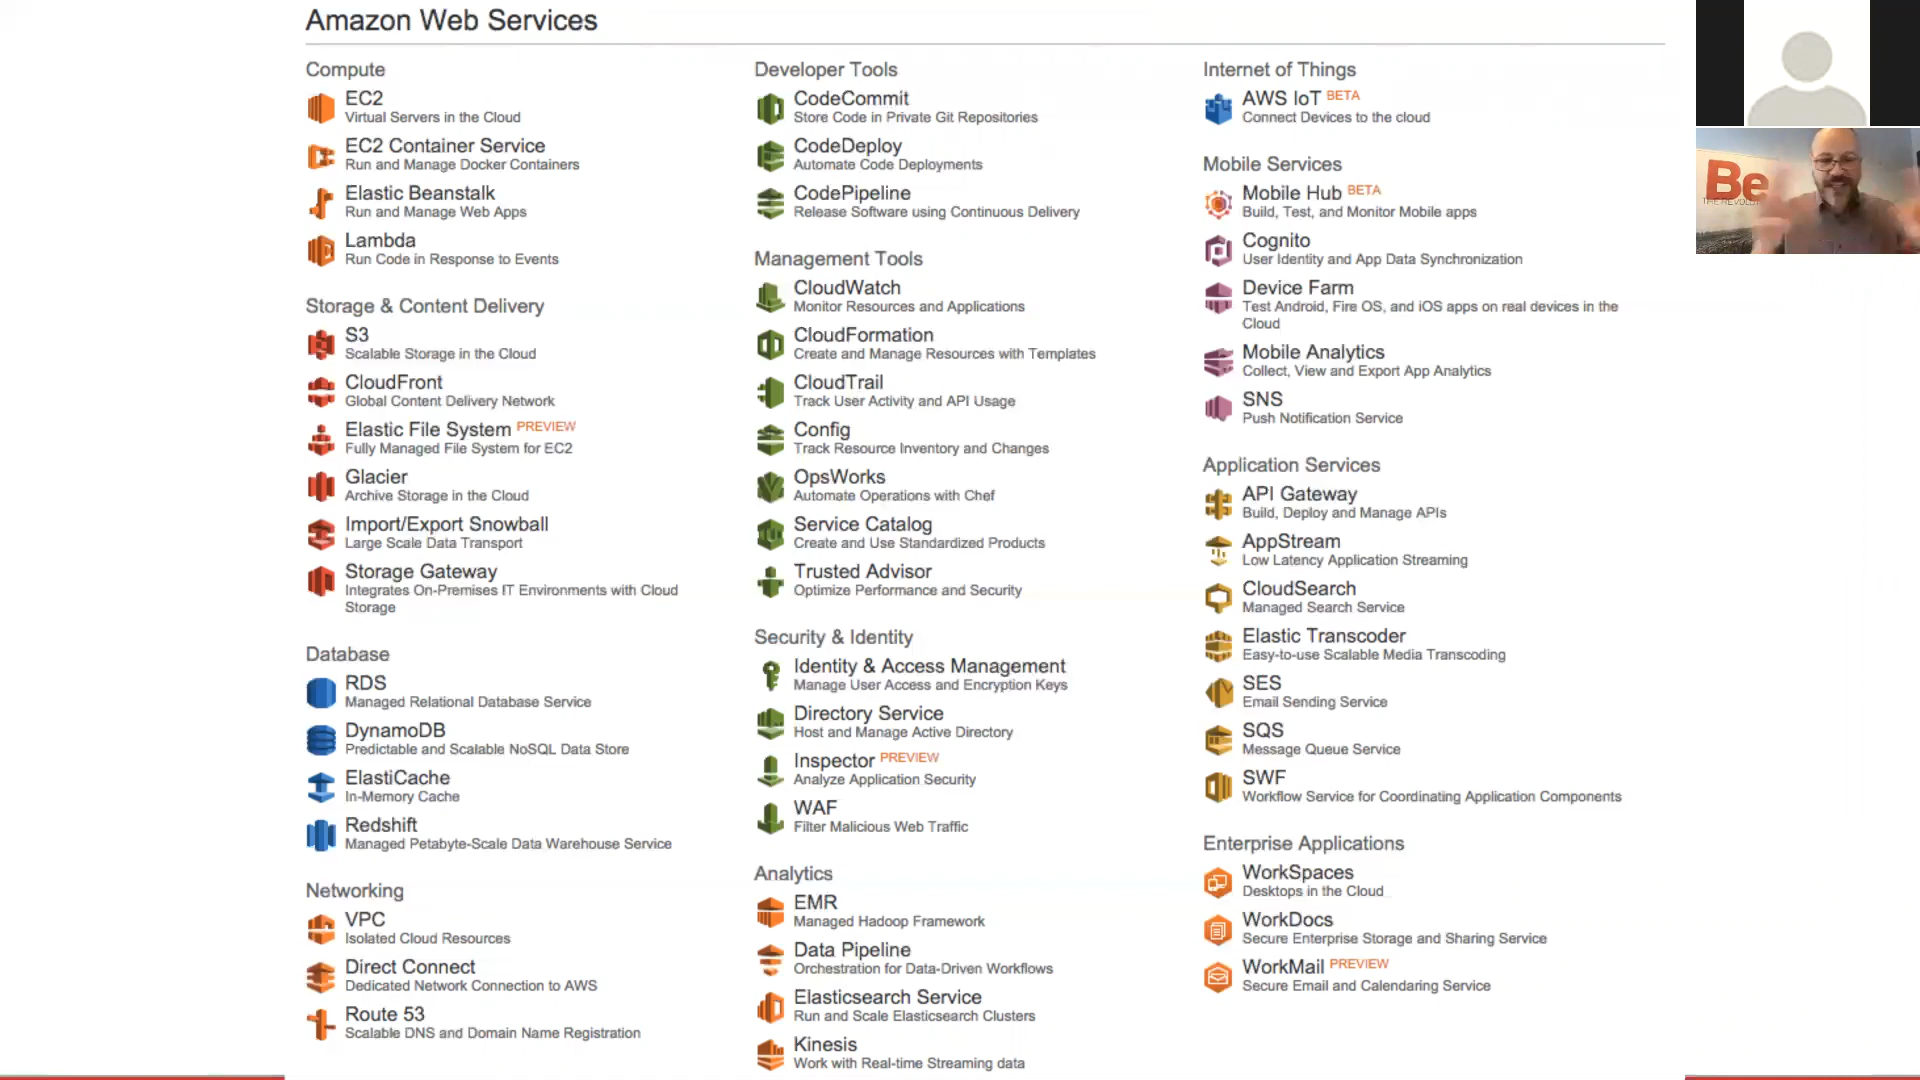 Amazon Web Services
Compute
EC2
Virtual Servers in the Cloud
EC2 Container Service
Run and Manage Docker Containers
Elastic Beanstalk
Run and Manage Web Apps
Lambda
Run Code in Response to Events
Storage & Content Delivery
S3
Scalable Storage in the Cloud
CloudFront
Global Content Delivery Network
Elastic File System PREVIEW
Fully Managed File System for EC2
Glacier
Archive Storage in the Cloud
Import/Export Snowball
Large Scale Data Transport
Storage Gateway
Integrates On-Premises IT Environments with Cloud
Storage
Database
RDS
Managed Relational Database Service
DynamoDB
Predictable and Scalable NoSQL Data Store
ElastiCache
In-Memory Cache
Redshift
Managed Petabyte-Scale Data Warehouse Service
Networking
VPC
Isolated Cloud Resources
Direct Connect
Dedicated Network Connection to AWS
Route 53
Scalable DNS and Domain Name Registration
Developer Tools
CodeCommit
Store Code in Private Git Repositories
CodeDeploy
Automate Code Deployments
CodePipeline
Release Software using Continuous Delivery
Management Tools
CloudWatch
Monitor Resources and Applications
CloudFormation
Create and Manage Resources with Templates
CloudTrail
Track User Activity and API Usage
Config
Track Resource Inventory and Changes
OpsWorks
Automate Operations with Chef
Service Catalog
Create and Use Standardized Products
Trusted Advisor
Optimize Performance and Security
Security & Identity
Identity & Access Management
Manage User Access and Encryption Keys
Directory Service
Host and Manage Active Directory
Inspector PREVIEW
Analyze Application Security
WAF
Filter Malicious Web Traffic
Analytics
EMR
Managed Hadoop Framework
Data Pipeline
Orchestration for Data-Driven Workflows
Elasticsearch Service
Run and Scale Elasticsearch Clusters
Kinesis
Work with Real-time Streaming data
Internet of Things
AWS IoT BETA
Connect Devices to the cloud
Mobile Services
Mobile Hub BETA
Build, Test, and Monitor Mobile apps
Cognito
User Identity and App Data Synchronization
Device Farm
Test Android, Fire OS, and iOS apps on real devices in the
Cloud
Mobile Analytics
Collect, View and Export App Analytics
SNS
Push Notification Service
Application Services
API Gateway
Build, Deploy and Manage APIs
AppStream
Low Latency Application Streaming
CloudSearch
Managed Search Service
Elastic Transcoder
Easy-to-use Scalable Media Transcoding
SES
Email Sending Service
SQS
Message Queue Service
SWF
Workflow Service for Coordinating Application Components
Enterprise Applications
WorkSpaces
Desktops in the Cloud
WorkDocs
Secure Enterprise Storage and Sharing Service
WorkMail PREVIEW
Secure Email and Calendaring Service
Be